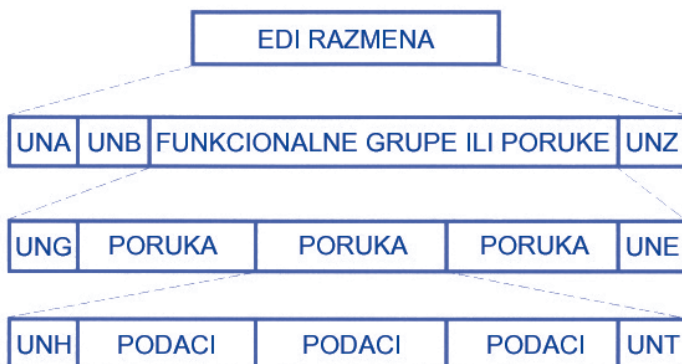 EDI RAZMENA
UNA UNB FUNKCIONALNE GRUPE ILI PORUKE UNZ
UNG PORUKA PORUKA PORUKA UNE
UNH PODACI PODACI PODACI UNT